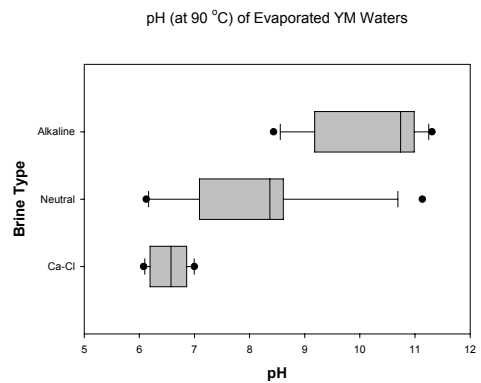 pH (at 90 °C) of Evaporated YM Waters
Brine Type
Alkaline
Neutral
Ca-Cl
5 6 7 8 9 10 11 12
pH